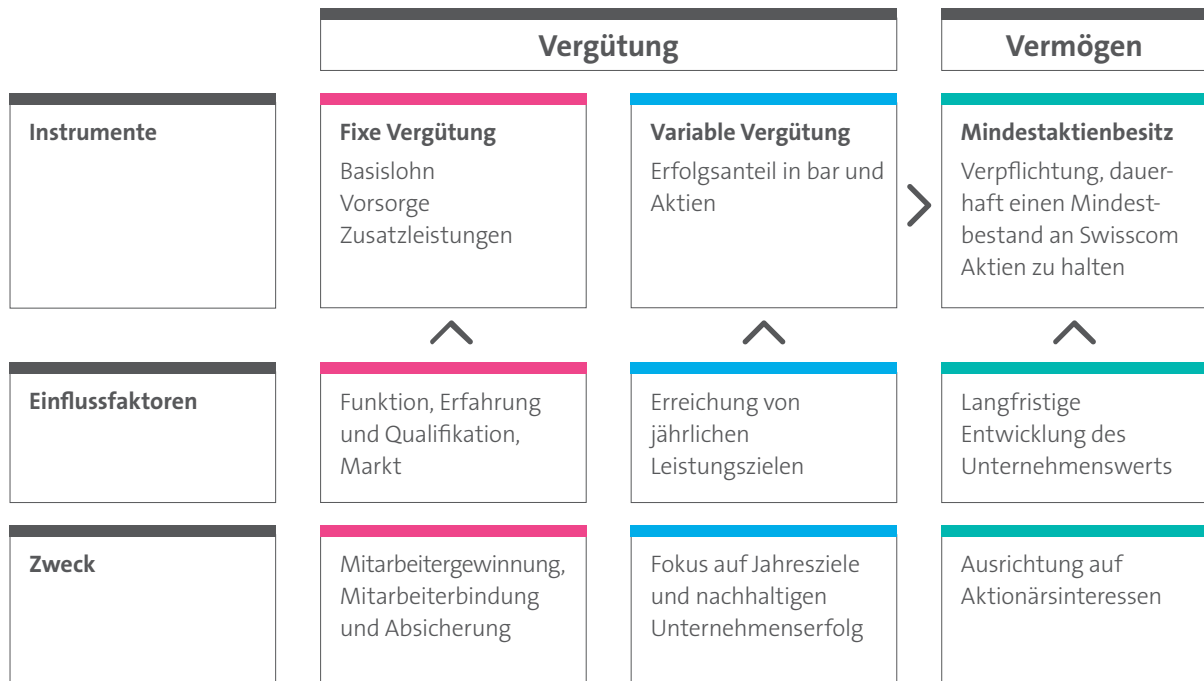 Vergütung
Vermögen
Instrumente
Fixe Vergütung
Basislohn
Vorsorge
Zusatzleistungen
Variable Vergütung
Erfolgsanteil in bar und
Aktien
Mindestaktienbesitz
Verpflichtung, dauer-
haft einen Mindest-
bestand an Swisscom
Aktien zu halten
Einflussfaktoren
Funktion, Erfahrung
und Qualifikation,
Markt
Erreichung von
jährlichen
Leistungszielen
Langfristige
Entwicklung des
Unternehmenswerts
Zweck
Mitarbeitergewinnung,
Mitarbeiterbindung
und Absicherung
Fokus auf Jahresziele
und nachhaltigen
Unternehmenserfolg
Ausrichtung auf
Aktionärsinteressen